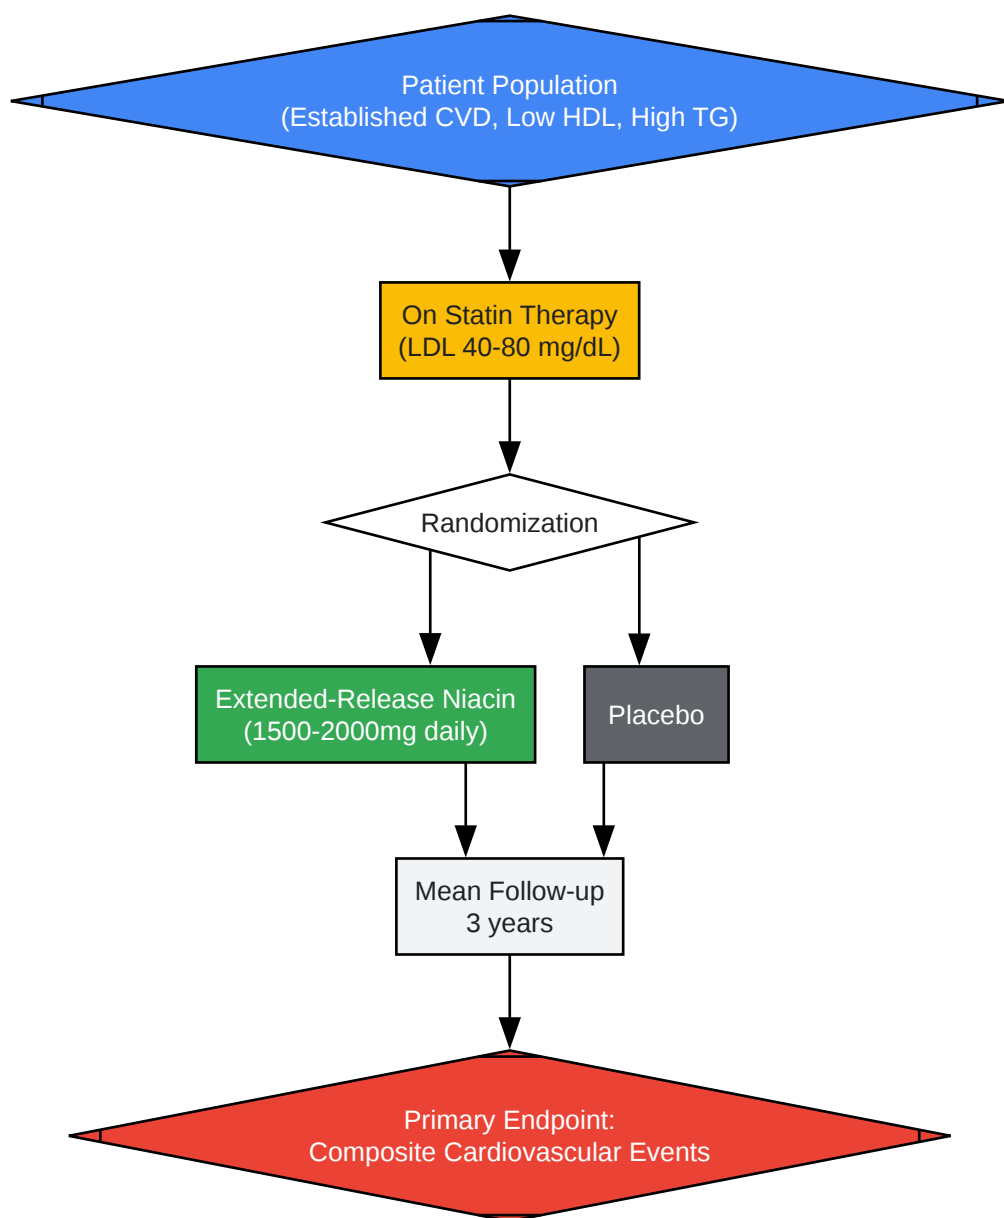 Patient Population
(Established CVD, Low HDL, High TG)
On Statin Therapy
(LDL 40-80 mg/dL)
Randomization
Extended-Release Niacin
(1500-2000mg daily)
Placebo
Mean Follow-up
3 years
Primary Endpoint:
Composite Cardiovascular Events